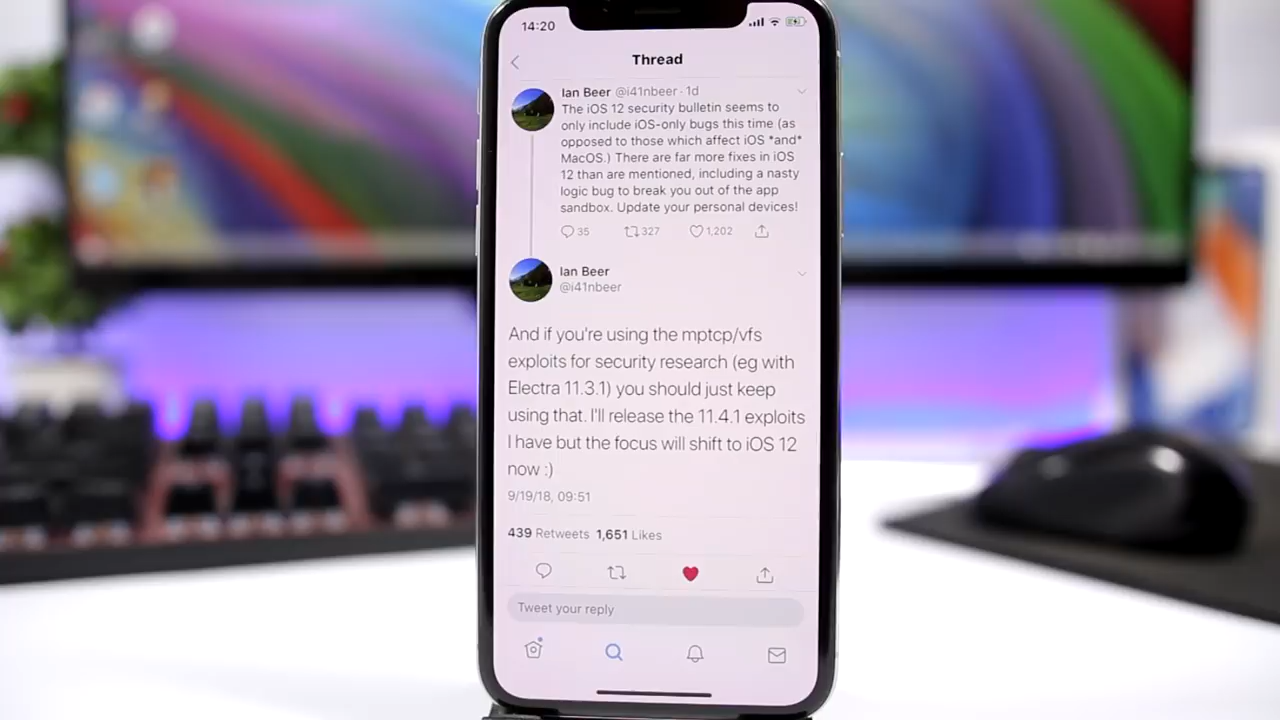 14:20
Thread
Ian Beer @i41nbeer · 1d
The iOS 12 security bulletin seems to
only include iOS-only bugs this time (as
opposed to those which affect iOS *and*
MacOS.) There are far more fixes in iOS
12 than are mentioned, including a nasty
logic bug to break you out of the app
sandbox. Update your personal devices!
35 327 1,202
Ian Beer
@i41nbeer
And if you're using the mptcp/vfs
exploits for security research (eg with
Electra 11.3.1) you should just keep
using that. I'll release the 11.4.1 exploits
I have but the focus will shift to iOS 12
now :)
9/19/18, 09:51
439 Retweets 1,651 Likes
Tweet your reply